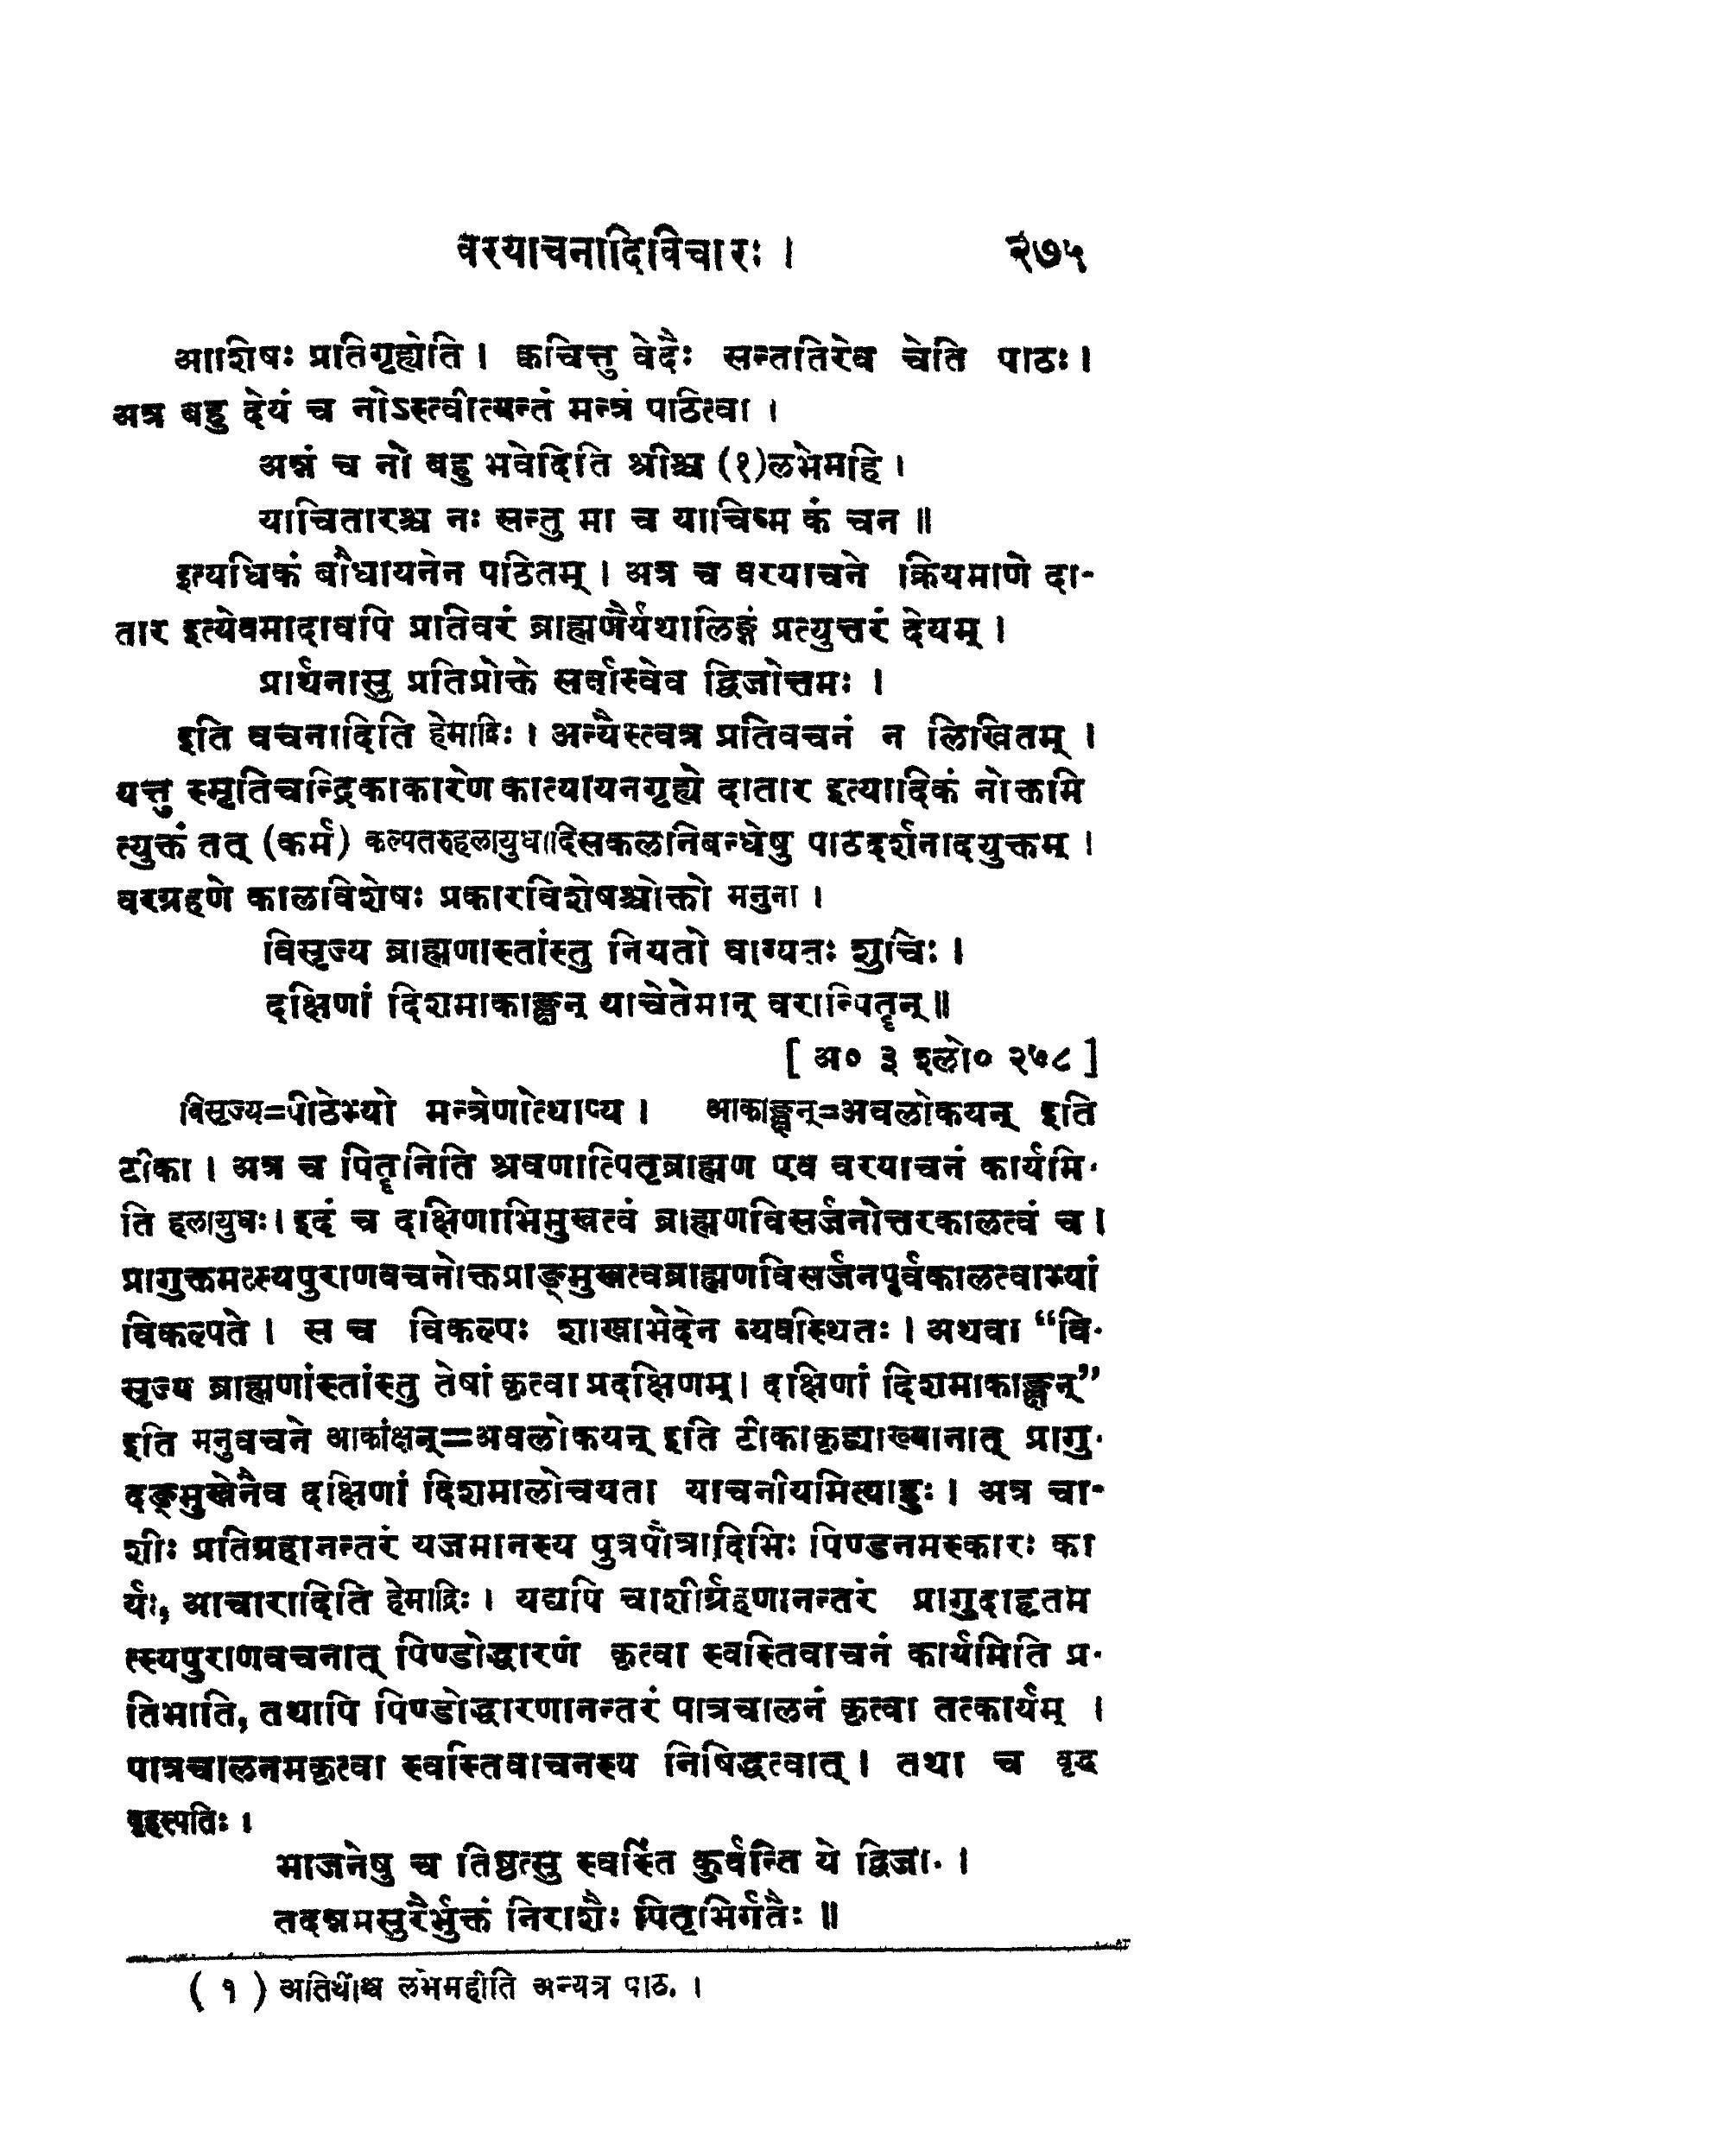 वरयाचनादिविचारः । २७५
आशिषः प्रतिगृह्येति । क्वचित्तु वेदैः सन्ततिरेव चेति पाठः ।
अत्र बहु देयं च नोऽस्त्वीत्यन्तं मन्त्रं पाठित्वा ।
अन्नं च नो बहु भवेदिति श्रीश्च (१)लभेमहि ।
याचितारश्च नः सन्तु मा च याचिष्म कं चन ॥
इत्यधिकं बौधायनेन पठितम् । अत्र च वरयाचने क्रियमाणे दा-
तार इत्येवमादावपि प्रतिवरं ब्राह्मणैर्यथालिङ्गं प्रत्युत्तरं देयम् ।
प्रार्थनासु प्रतिप्रोक्ते सर्वास्वेव द्विजोत्तमः ।
इति वचनादिति हेमाद्रिः । अन्यैस्त्वत्र प्रतिवचनं न लिखितम् ।
यत्तु स्मृतिचन्द्रिकाकारेण कात्यायनगृह्ये दातार इत्यादिकं नोक्तमि
त्युक्तं तत् (कर्म) कल्पतरुहलायुधादिसकलनिबन्धेषु पाठदर्शनादयुक्तम् ।
वरग्रहणे कालविशेषः प्रकारविशेषश्चोक्तो मनुना ।
विसृज्य ब्राह्मणास्तांस्तु नियतो वाग्यतः शुचिः ।
दक्षिणां दिशमाकाङ्क्षन् याचेतेमान् वरान्पितॄन् ॥
[ अ० ३ श्लो० २५८ ]
विसृज्य=पीठेभ्यो मन्त्रेणोत्थाप्य । आकाङ्क्षन्=अवलोकयन् इति
टीका । अत्र च पितॄनिति श्रवणात्पितृब्राह्मण एव वरयाचनं कार्यमि-
ति हलायुधः । इदं च दक्षिणाभिमुखत्वं ब्राह्मणविसर्जनोत्तरकालत्वं च ।
प्रागुक्तमत्स्यपुराणवचनोक्तप्राङ्मुखत्वब्राह्मणविसर्जनपूर्वकालत्वाभ्यां
विकल्पते । स च विकल्पः शाखाभेदेन व्यवस्थितः । अथवा “वि-
सृज्य ब्राह्मणांस्तांस्तु तेषां कृत्वा प्रदक्षिणम् । दक्षिणां दिशमाकाङ्क्षन्”
इति मनुवचने आकांक्षन्=अवलोकयन् इति टीकाकृद्व्याख्यानात् प्रागु-
दङ्मुखेनैव दक्षिणां दिशमालोचयता याचनीयमित्याहुः । अत्र चा-
शीः प्रतिग्रहानन्तरं यजमानस्य पुत्रपौत्रादिभिः पिण्डनमस्कारः का
र्यः, आचारादिति हेमाद्रिः । यद्यपि चाशीर्ग्रहणानन्तरं प्रागुदाहृतम
त्स्यपुराणवचनात् पिण्डोद्धारणं कृत्वा स्वस्तिवाचनं कार्यमिति प्र-
तिभाति, तथापि पिण्डोद्धारणानन्तरं पात्रचालनं कृत्वा तत्कार्यम् ।
पात्रचालनमकृत्वा स्वस्तिवाचनस्य निषिद्धत्वात् । तथा च वृद्ध
बृहस्पतिः ।
भाजनेषु च तिष्ठत्सु स्वस्ति कुर्वन्ति ये द्विजाः ।
तदन्नमसुरैर्भुक्तं निराशैः पितृभिर्गतैः ॥
( १ ) अतिथींश्च लभेमहीति अन्यत्र पाठः ।